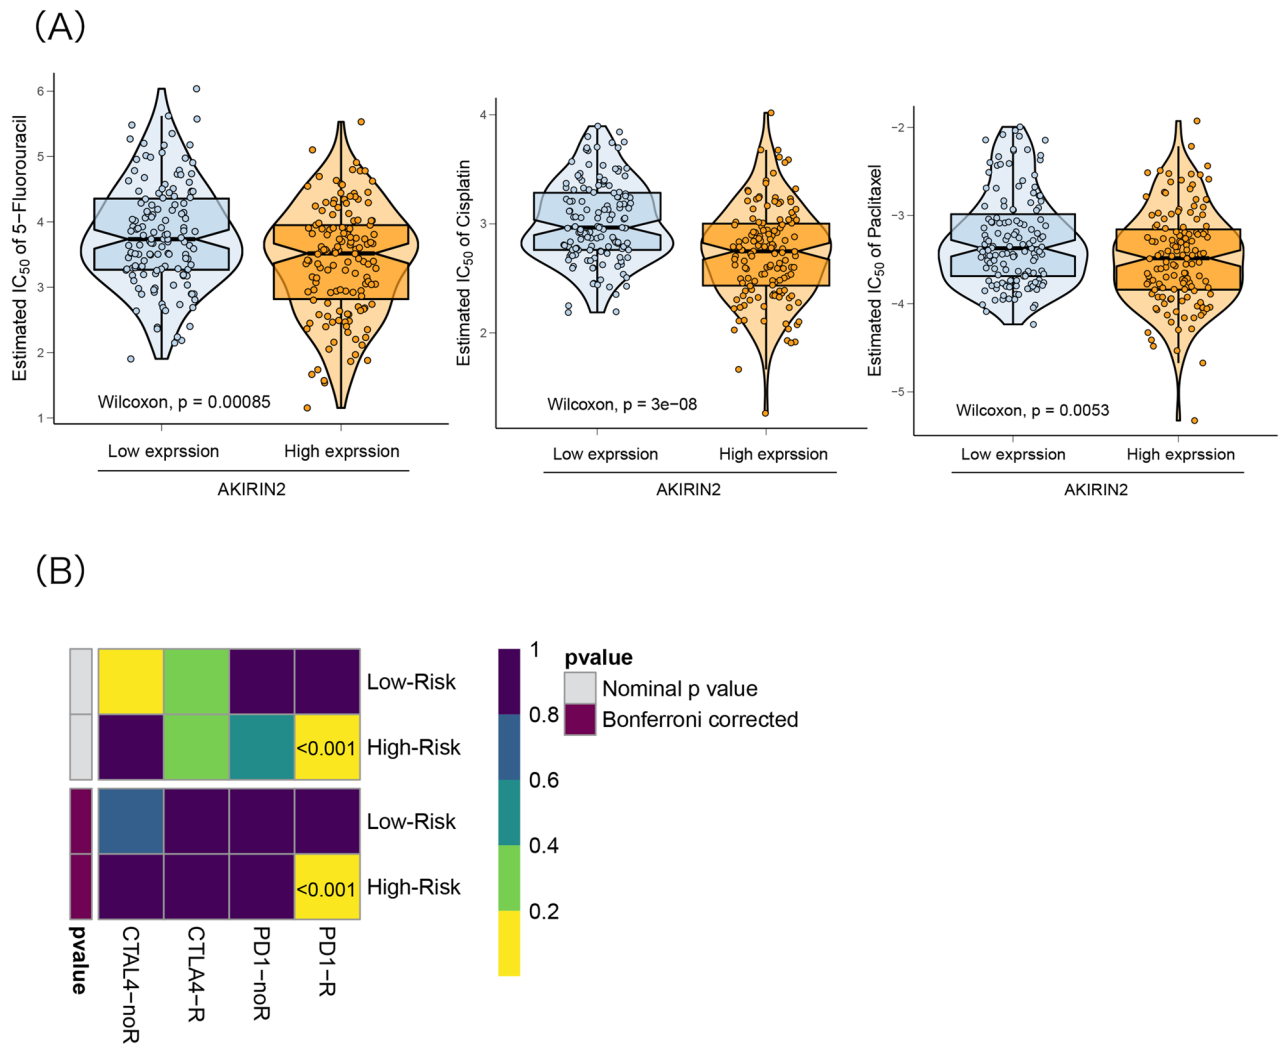 (A)
Estimated IC50 of 5−Fluorouracil
6
5
4
3
2
1
Wilcoxon, p = 0.00085
Low exprssion
High exprssion
AKIRIN2
Estimated IC50 of Cisplatin
4
3
2
Wilcoxon, p = 3e−08
Low exprssion
High exprssion
AKIRIN2
Estimated IC50 of Paclitaxel
−2
−3
−4
−5
Wilcoxon, p = 0.0053
Low exprssion
High exprssion
AKIRIN2
(B)
Low-Risk
<0.001
High-Risk
Low-Risk
<0.001
High-Risk
pvalue
CTAL4−noR
CTLA4−R
PD1−noR
PD1−R
1
0.8
0.6
0.4
0.2
pvalue
Nominal p value
Bonferroni corrected